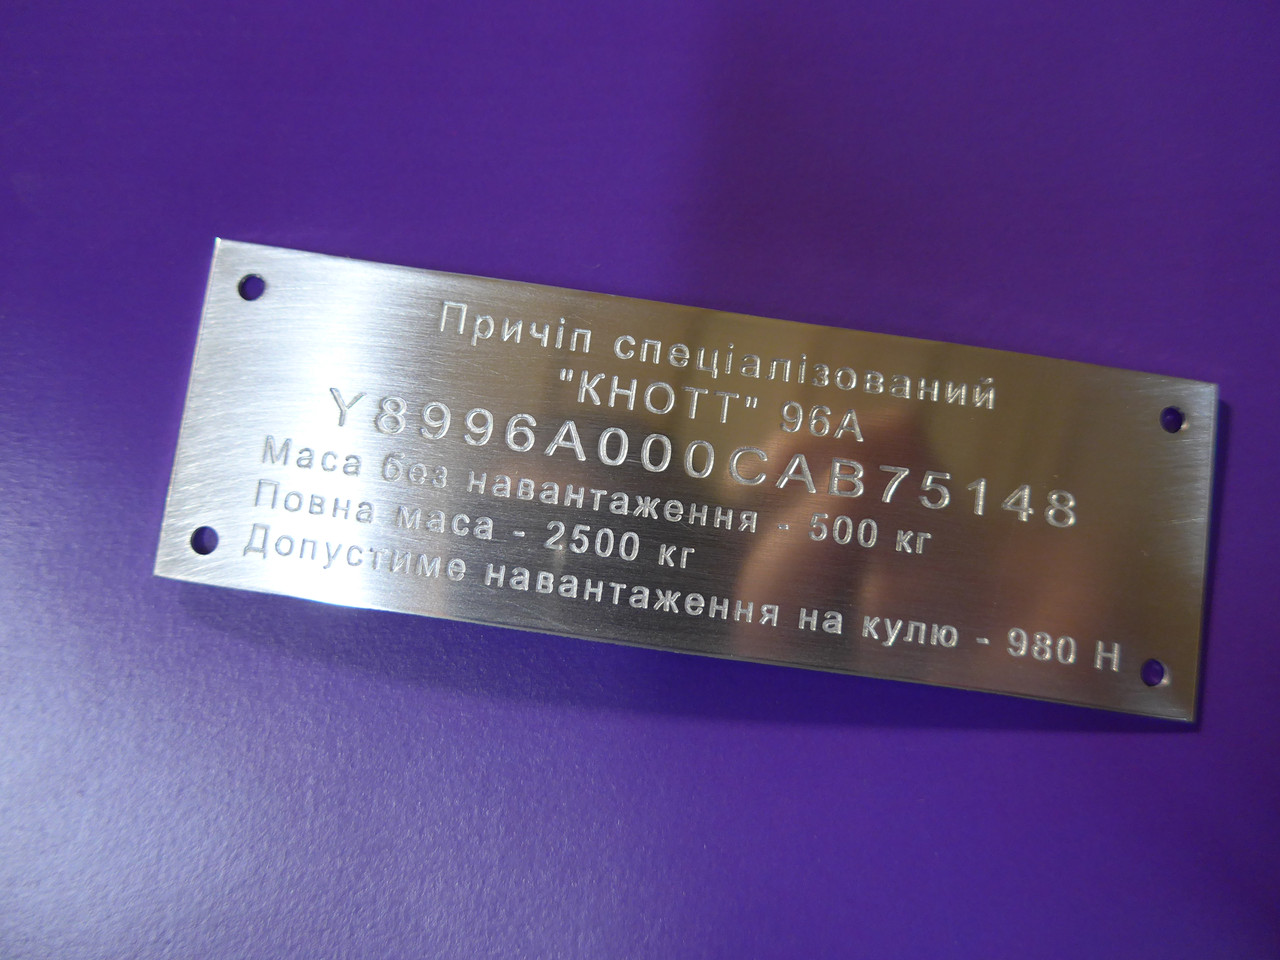 Причіп спеціалізований
"КНОТТ" 96А
Y8996A000CAB75148
Маса без навантаження - 500 кг
Повна маса - 2500 кг
Допустиме навантаження на кулю - 980 Н